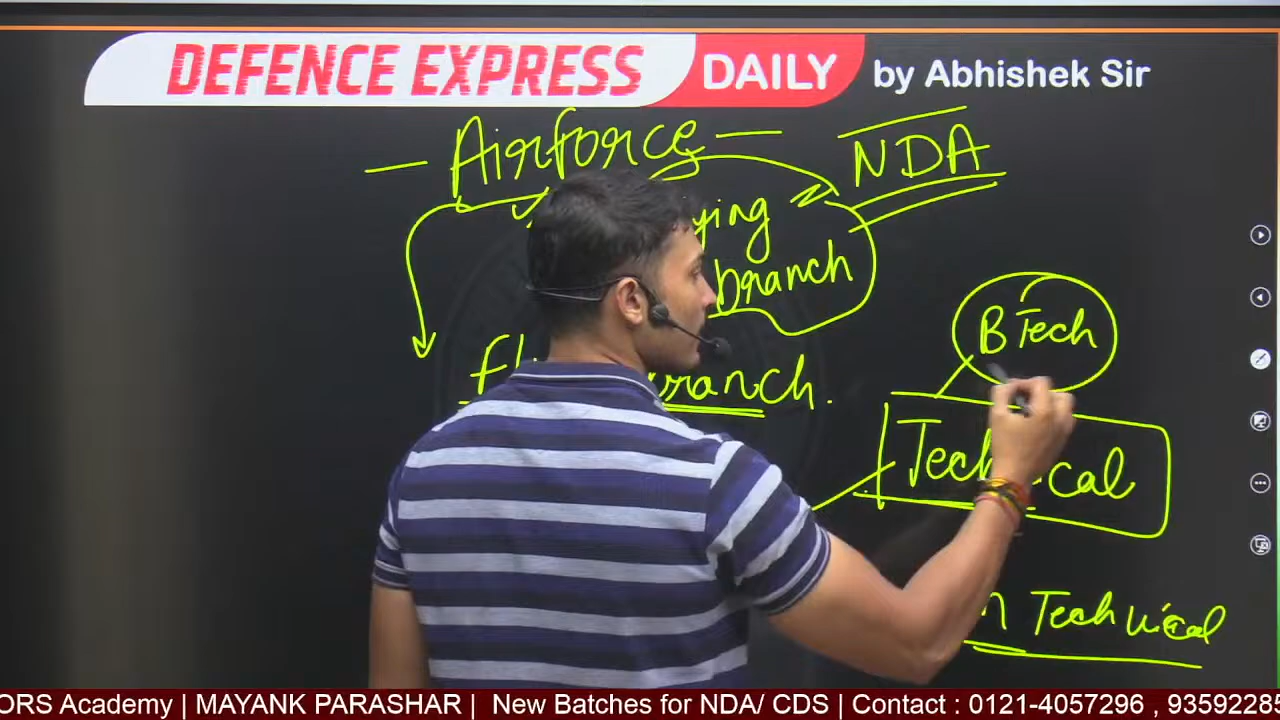 DEFENCE EXPRESS DAILY by Abhishek Sir
Airforce
NDA
branch
BTech
branch.
Technical
ORS Academy | MAYANK PARASHAR | New Batches for NDA/ CDS | Contact : 0121-4057296 , 93592285